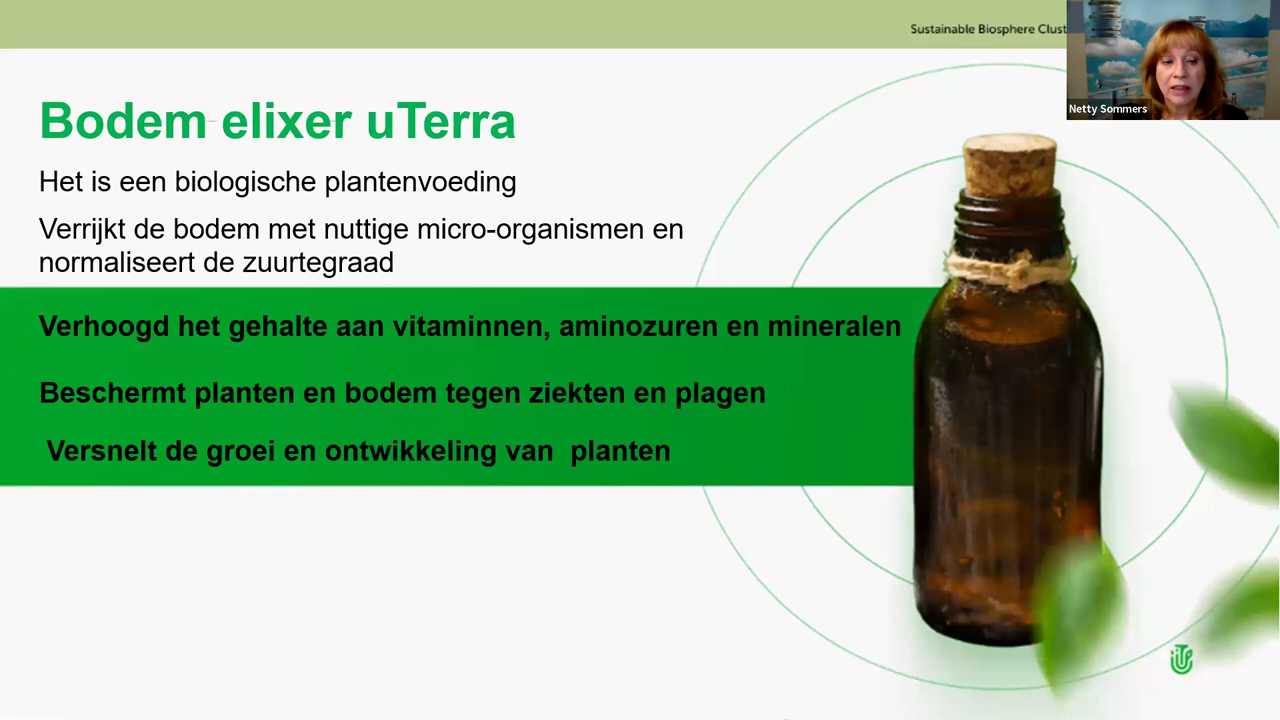 Sustainable Biosphere
Netty Sommers
Bodem elixer uTerra
Het is een biologische plantenvoeding
Verrijkt de bodem met nuttige micro-organismen en
normaliseert de zuurtegraad
Verhoogd het gehalte aan vitaminnen, aminozuren en mineralen
Beschermt planten en bodem tegen ziekten en plagen
Versnelt de groei en ontwikkeling van planten